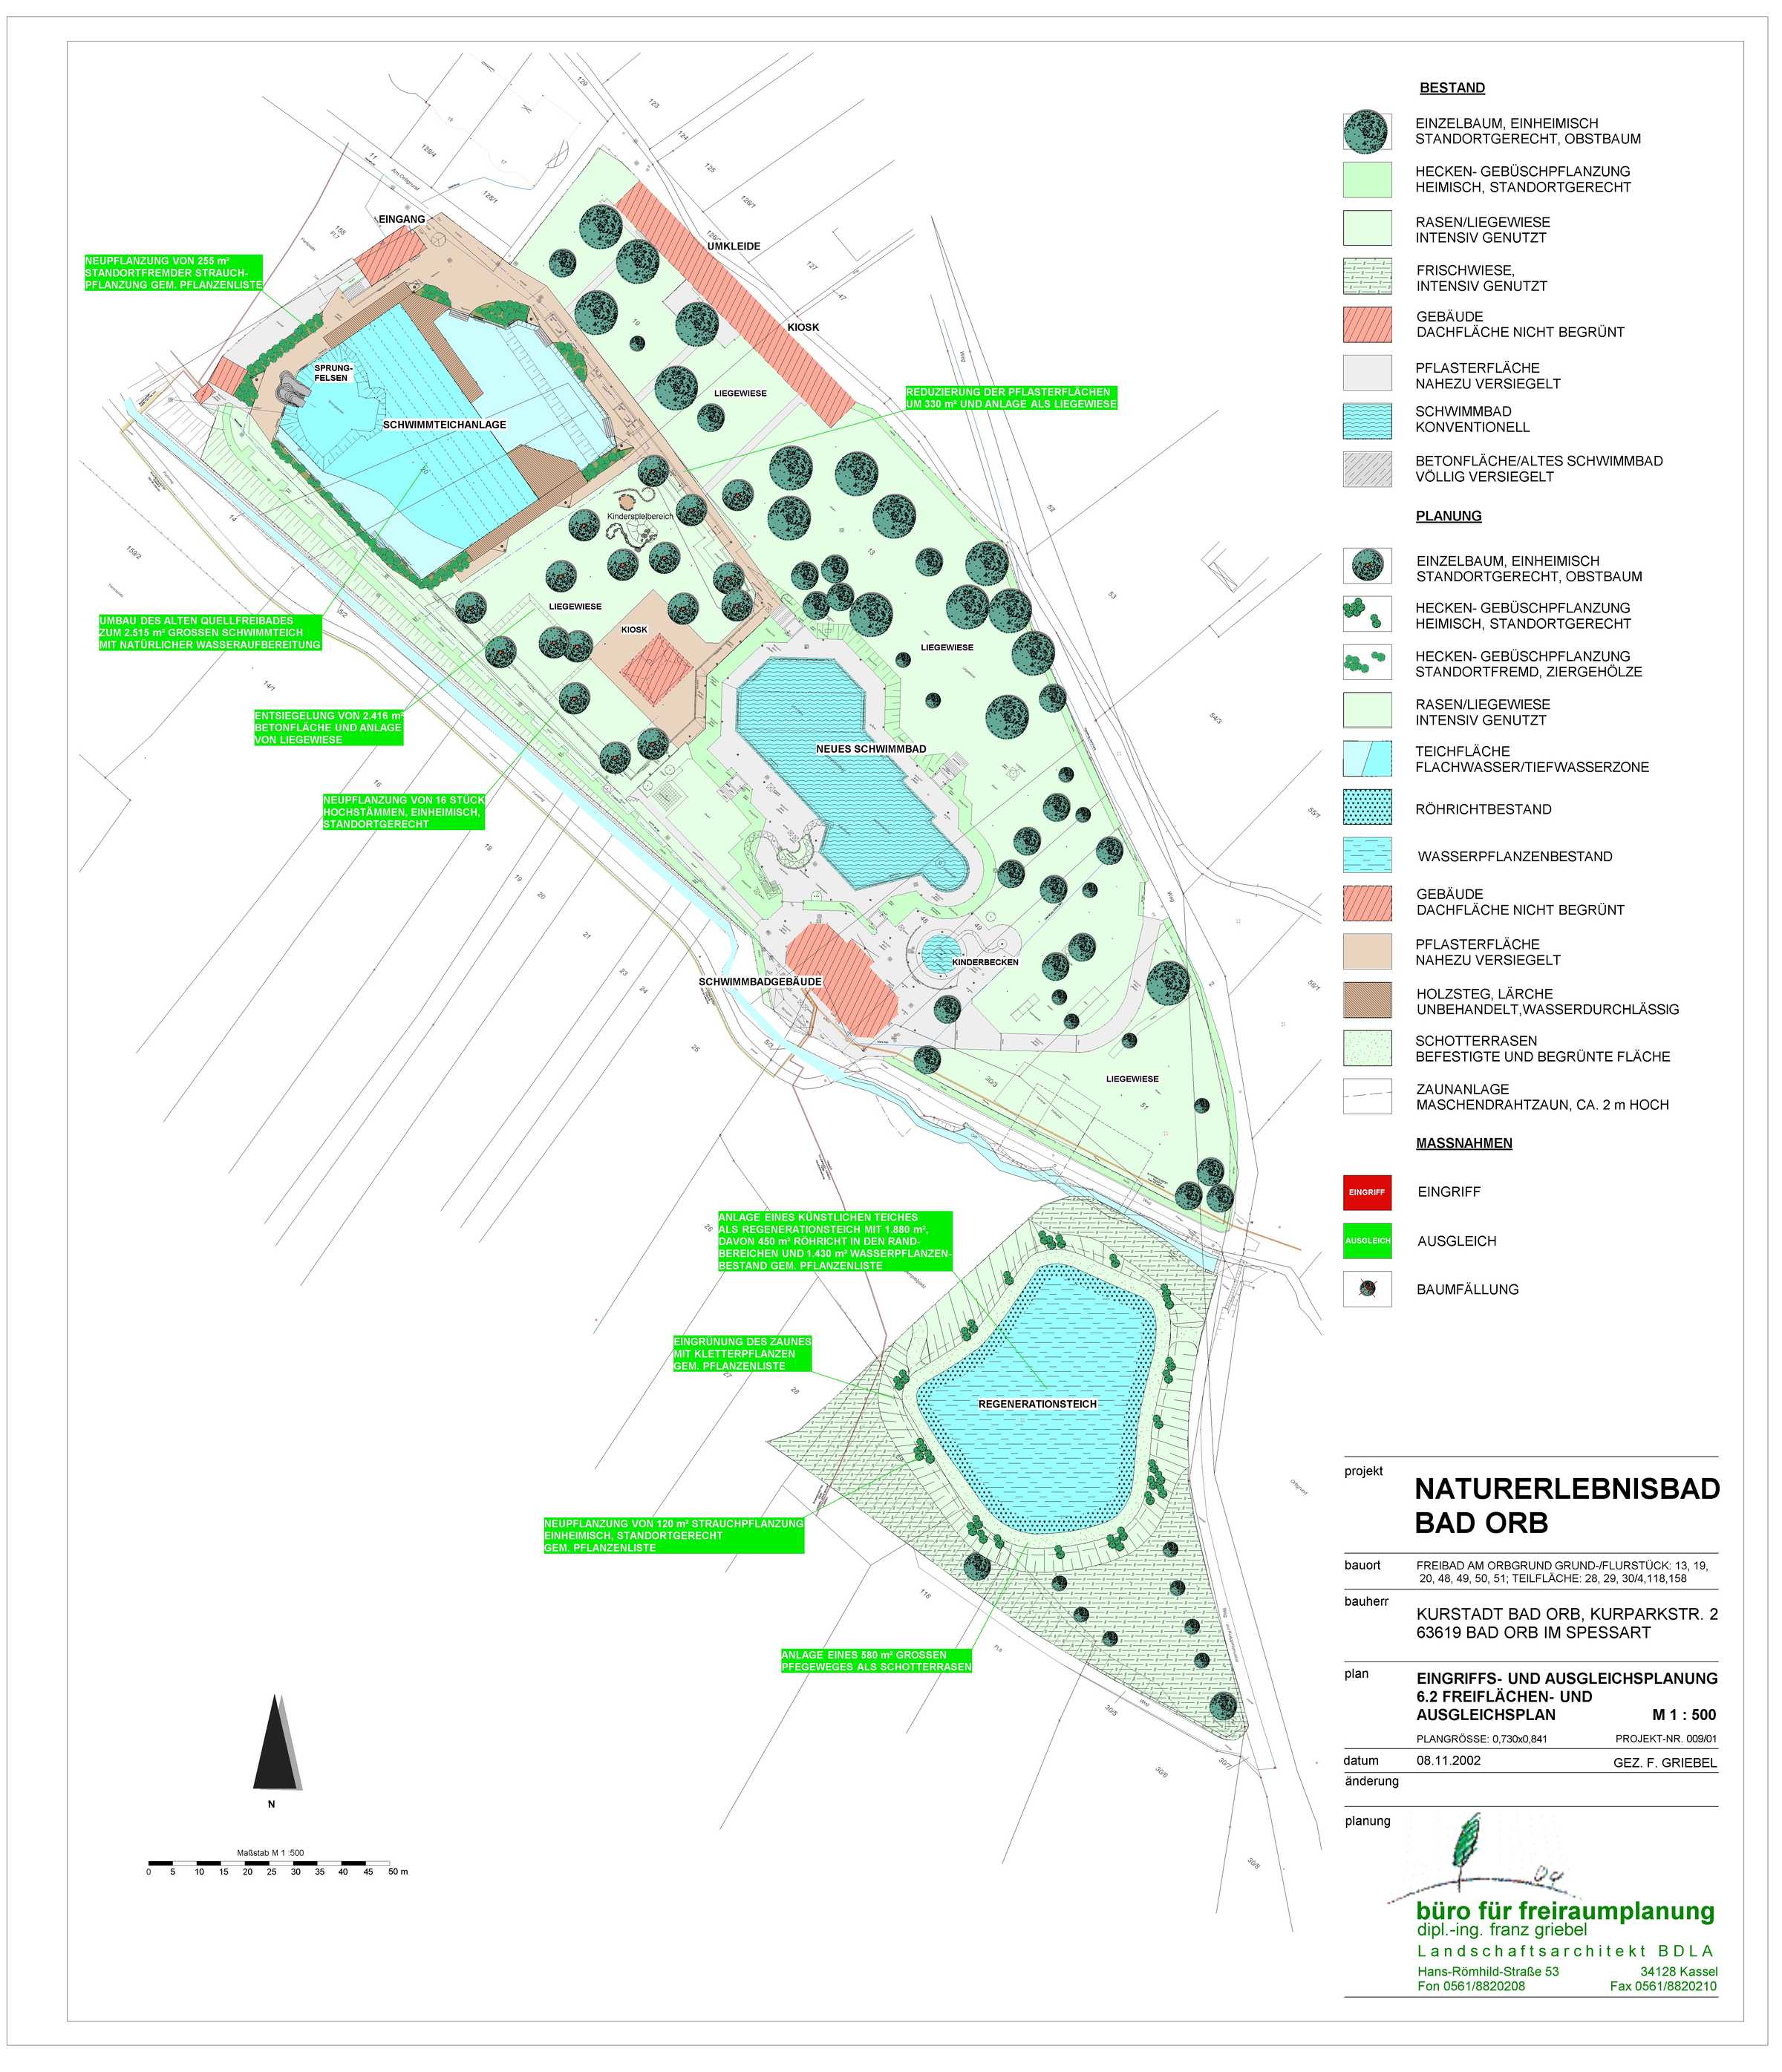 EINGANG
UMKLEIDE
KIOSK
NEUPFLANZUNG VON 255 m²
STANDORTFREMDER STRAUCH-
PFLANZUNG GEM. PFLANZENLISTE
SPRUNG-
FELSEN
SCHWIMMTEICHANLAGE
LIEGEWIESE
REDUZIERUNG DER PFLASTERFLÄCHEN
UM 330 m² UND ANLAGE ALS LIEGEWIESE
Kinderspielbereich
LIEGEWIESE
KIOSK
LIEGEWIESE
UMBAU DES ALTEN QUELLFREIBADES
ZUM 2.515 m² GROSSEN SCHWIMMTEICH
MIT NATÜRLICHER WASSERAUFBEREITUNG
ENTSIEGELUNG VON 2.416 m²
BETONFLÄCHE UND ANLAGE
VON LIEGEWIESE
NEUES SCHWIMMBAD
NEUPFLANZUNG VON 16 STÜCK
HOCHSTÄMMEN, EINHEIMISCH,
STANDORTGERECHT
KINDERBECKEN
SCHWIMMBADGEBÄUDE
LIEGEWIESE
ANLAGE EINES KÜNSTLICHEN TEICHES
ALS REGENERATIONSTEICH MIT 1.880 m²,
DAVON 450 m² RÖHRICHT IN DEN RAND-
BEREICHEN UND 1.430 m² WASSERPFLANZEN-
BESTAND GEM. PFLANZENLISTE
EINGRÜNUNG DES ZAUNES
MIT KLETTERPFLANZEN
GEM. PFLANZENLISTE
REGENERATIONSTEICH
NEUPFLANZUNG VON 120 m² STRAUCHPFLANZUNG
EINHEIMISCH, STANDORTGERECHT
GEM. PFLANZENLISTE
ANLAGE EINES 580 m² GROSSEN
PFEGEWEGES ALS SCHOTTERRASEN
N
Maßstab M 1 :500
0 5 10 15 20 25 30 35 40 45 50 m
BESTAND
EINZELBAUM, EINHEIMISCH
STANDORTGERECHT, OBSTBAUM
HECKEN- GEBÜSCHPFLANZUNG
HEIMISCH, STANDORTGERECHT
RASEN/LIEGEWIESE
INTENSIV GENUTZT
FRISCHWIESE,
INTENSIV GENUTZT
GEBÄUDE
DACHFLÄCHE NICHT BEGRÜNT
PFLASTERFLÄCHE
NAHEZU VERSIEGELT
SCHWIMMBAD
KONVENTIONELL
BETONFLÄCHE/ALTES SCHWIMMBAD
VÖLLIG VERSIEGELT
PLANUNG
EINZELBAUM, EINHEIMISCH
STANDORTGERECHT, OBSTBAUM
HECKEN- GEBÜSCHPFLANZUNG
HEIMISCH, STANDORTGERECHT
HECKEN- GEBÜSCHPFLANZUNG
STANDORTFREMD, ZIERGEHÖLZE
RASEN/LIEGEWIESE
INTENSIV GENUTZT
TEICHFLÄCHE
FLACHWASSER/TIEFWASSERZONE
RÖHRICHTBESTAND
WASSERPFLANZENBESTAND
GEBÄUDE
DACHFLÄCHE NICHT BEGRÜNT
PFLASTERFLÄCHE
NAHEZU VERSIEGELT
HOLZSTEG, LÄRCHE
UNBEHANDELT,WASSERDURCHLÄSSIG
SCHOTTERRASEN
BEFESTIGTE UND BEGRÜNTE FLÄCHE
ZAUNANLAGE
MASCHENDRAHTZAUN, CA. 2 m HOCH
MASSNAHMEN
EINGRIFF EINGRIFF
AUSGLEICH AUSGLEICH
BAUMFÄLLUNG
projekt NATURERLEBNISBAD
BAD ORB
bauort FREIBAD AM ORBGRUND GRUND-/FLURSTÜCK: 13, 19,
20, 48, 49, 50, 51; TEILFLÄCHE: 28, 29, 30/4,118,158
bauherr KURSTADT BAD ORB, KURPARKSTR. 2
63619 BAD ORB IM SPESSART
plan EINGRIFFS- UND AUSGLEICHSPLANUNG
6.2 FREIFLÄCHEN- UND
AUSGLEICHSPLAN M 1 : 500
PLANGRÖSSE: 0,730x0,841 PROJEKT-NR. 009/01
datum 08.11.2002 GEZ. F. GRIEBEL
änderung
planung
büro für freiraumplanung
dipl.-ing. franz griebel
Landschaftsarchitekt BDLA
Hans-Römhild-Straße 53 34128 Kassel
Fon 0561/8820208 Fax 0561/8820210